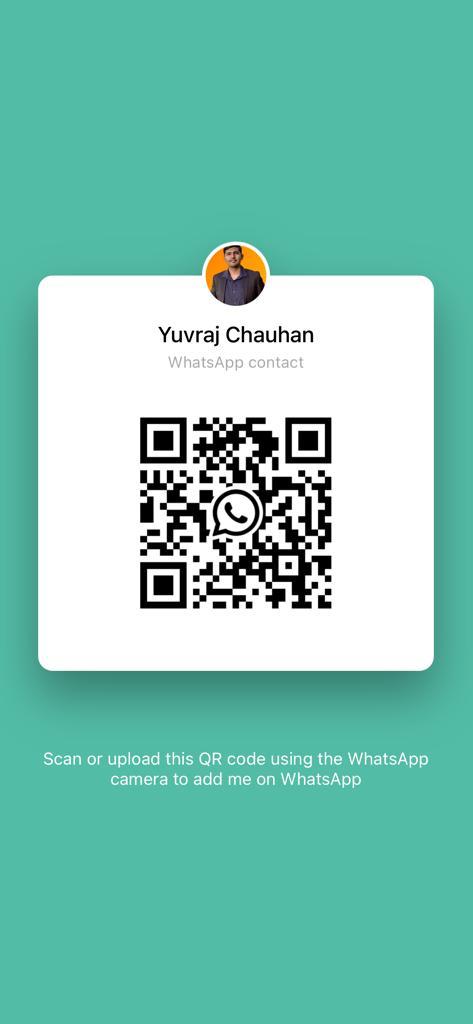 Yuvraj Chauhan
WhatsApp contact
Scan or upload this QR code using the WhatsApp
camera to add me on WhatsApp